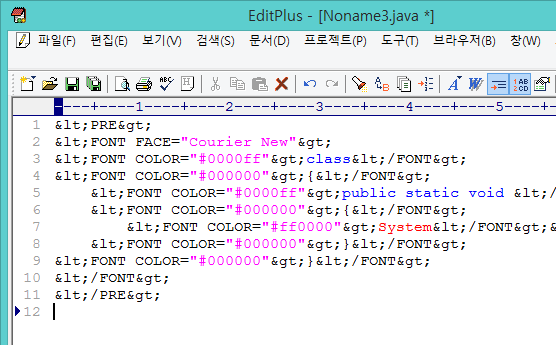 EditPlus - [Noname3.java *]
파일(F) 편집(E) 보기(V) 검색(S) 문서(D) 프로젝트(P) 도구(T) 브라우저(B) 창(W)
----+----1----+----2----+----3----+----4----+----5----+
1 &lt;PRE&gt;
2 &lt;FONT FACE="Courier New"&gt;
3 &lt;FONT COLOR="#0000ff"&gt;class&lt;/FONT&gt;
4 &lt;FONT COLOR="#000000"&gt;{&lt;/FONT&gt;
5     &lt;FONT COLOR="#0000ff"&gt;public static void &lt;/
6     &lt;FONT COLOR="#000000"&gt;{&lt;/FONT&gt;
7         &lt;FONT COLOR="#ff0000"&gt;System&lt;/FONT&gt;&
8     &lt;FONT COLOR="#000000"&gt;}&lt;/FONT&gt;
9 &lt;FONT COLOR="#000000"&gt;}&lt;/FONT&gt;
10 &lt;/FONT&gt;
11 &lt;/PRE&gt;
12